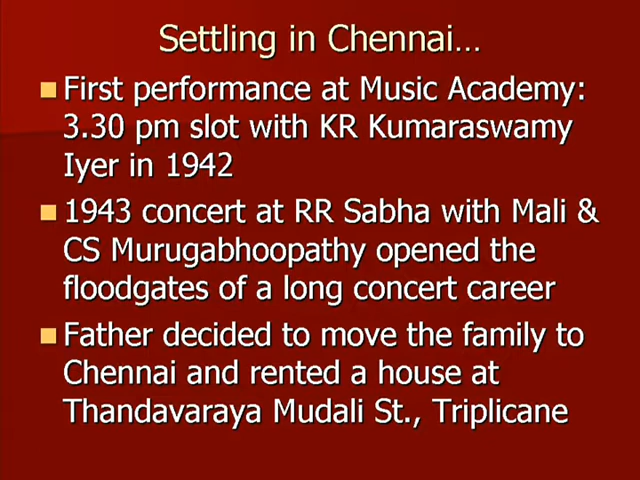 Settling in Chennai…
First performance at Music Academy:
3.30 pm slot with KR Kumaraswamy
Iyer in 1942
1943 concert at RR Sabha with Mali &
CS Murugabhoopathy opened the
floodgates of a long concert career
Father decided to move the family to
Chennai and rented a house at
Thandavaraya Mudali St., Triplicane